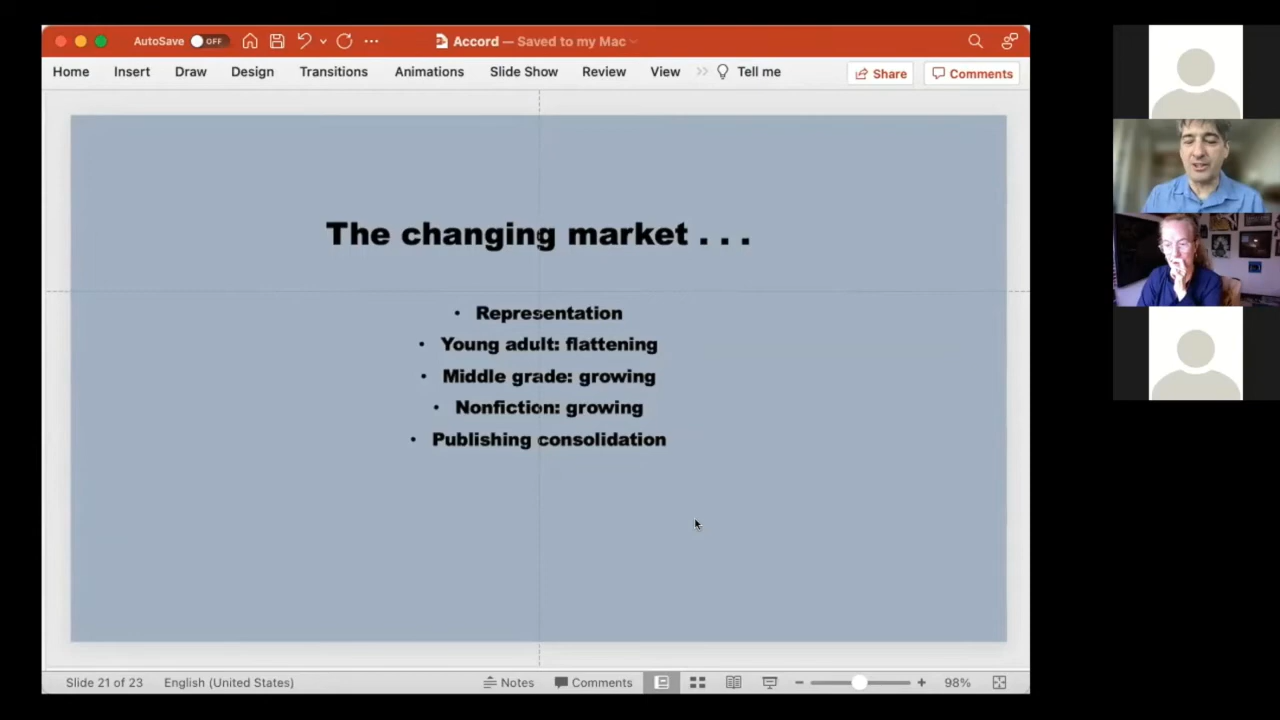 AutoSave OFF Accord — Saved to my Mac
Home Insert Draw Design Transitions Animations Slide Show Review View Tell me Share Comments
The changing market . . .
• Representation
• Young adult: flattening
• Middle grade: growing
• Nonfiction: growing
• Publishing consolidation
Slide 21 of 23 English (United States) Notes Comments 98%